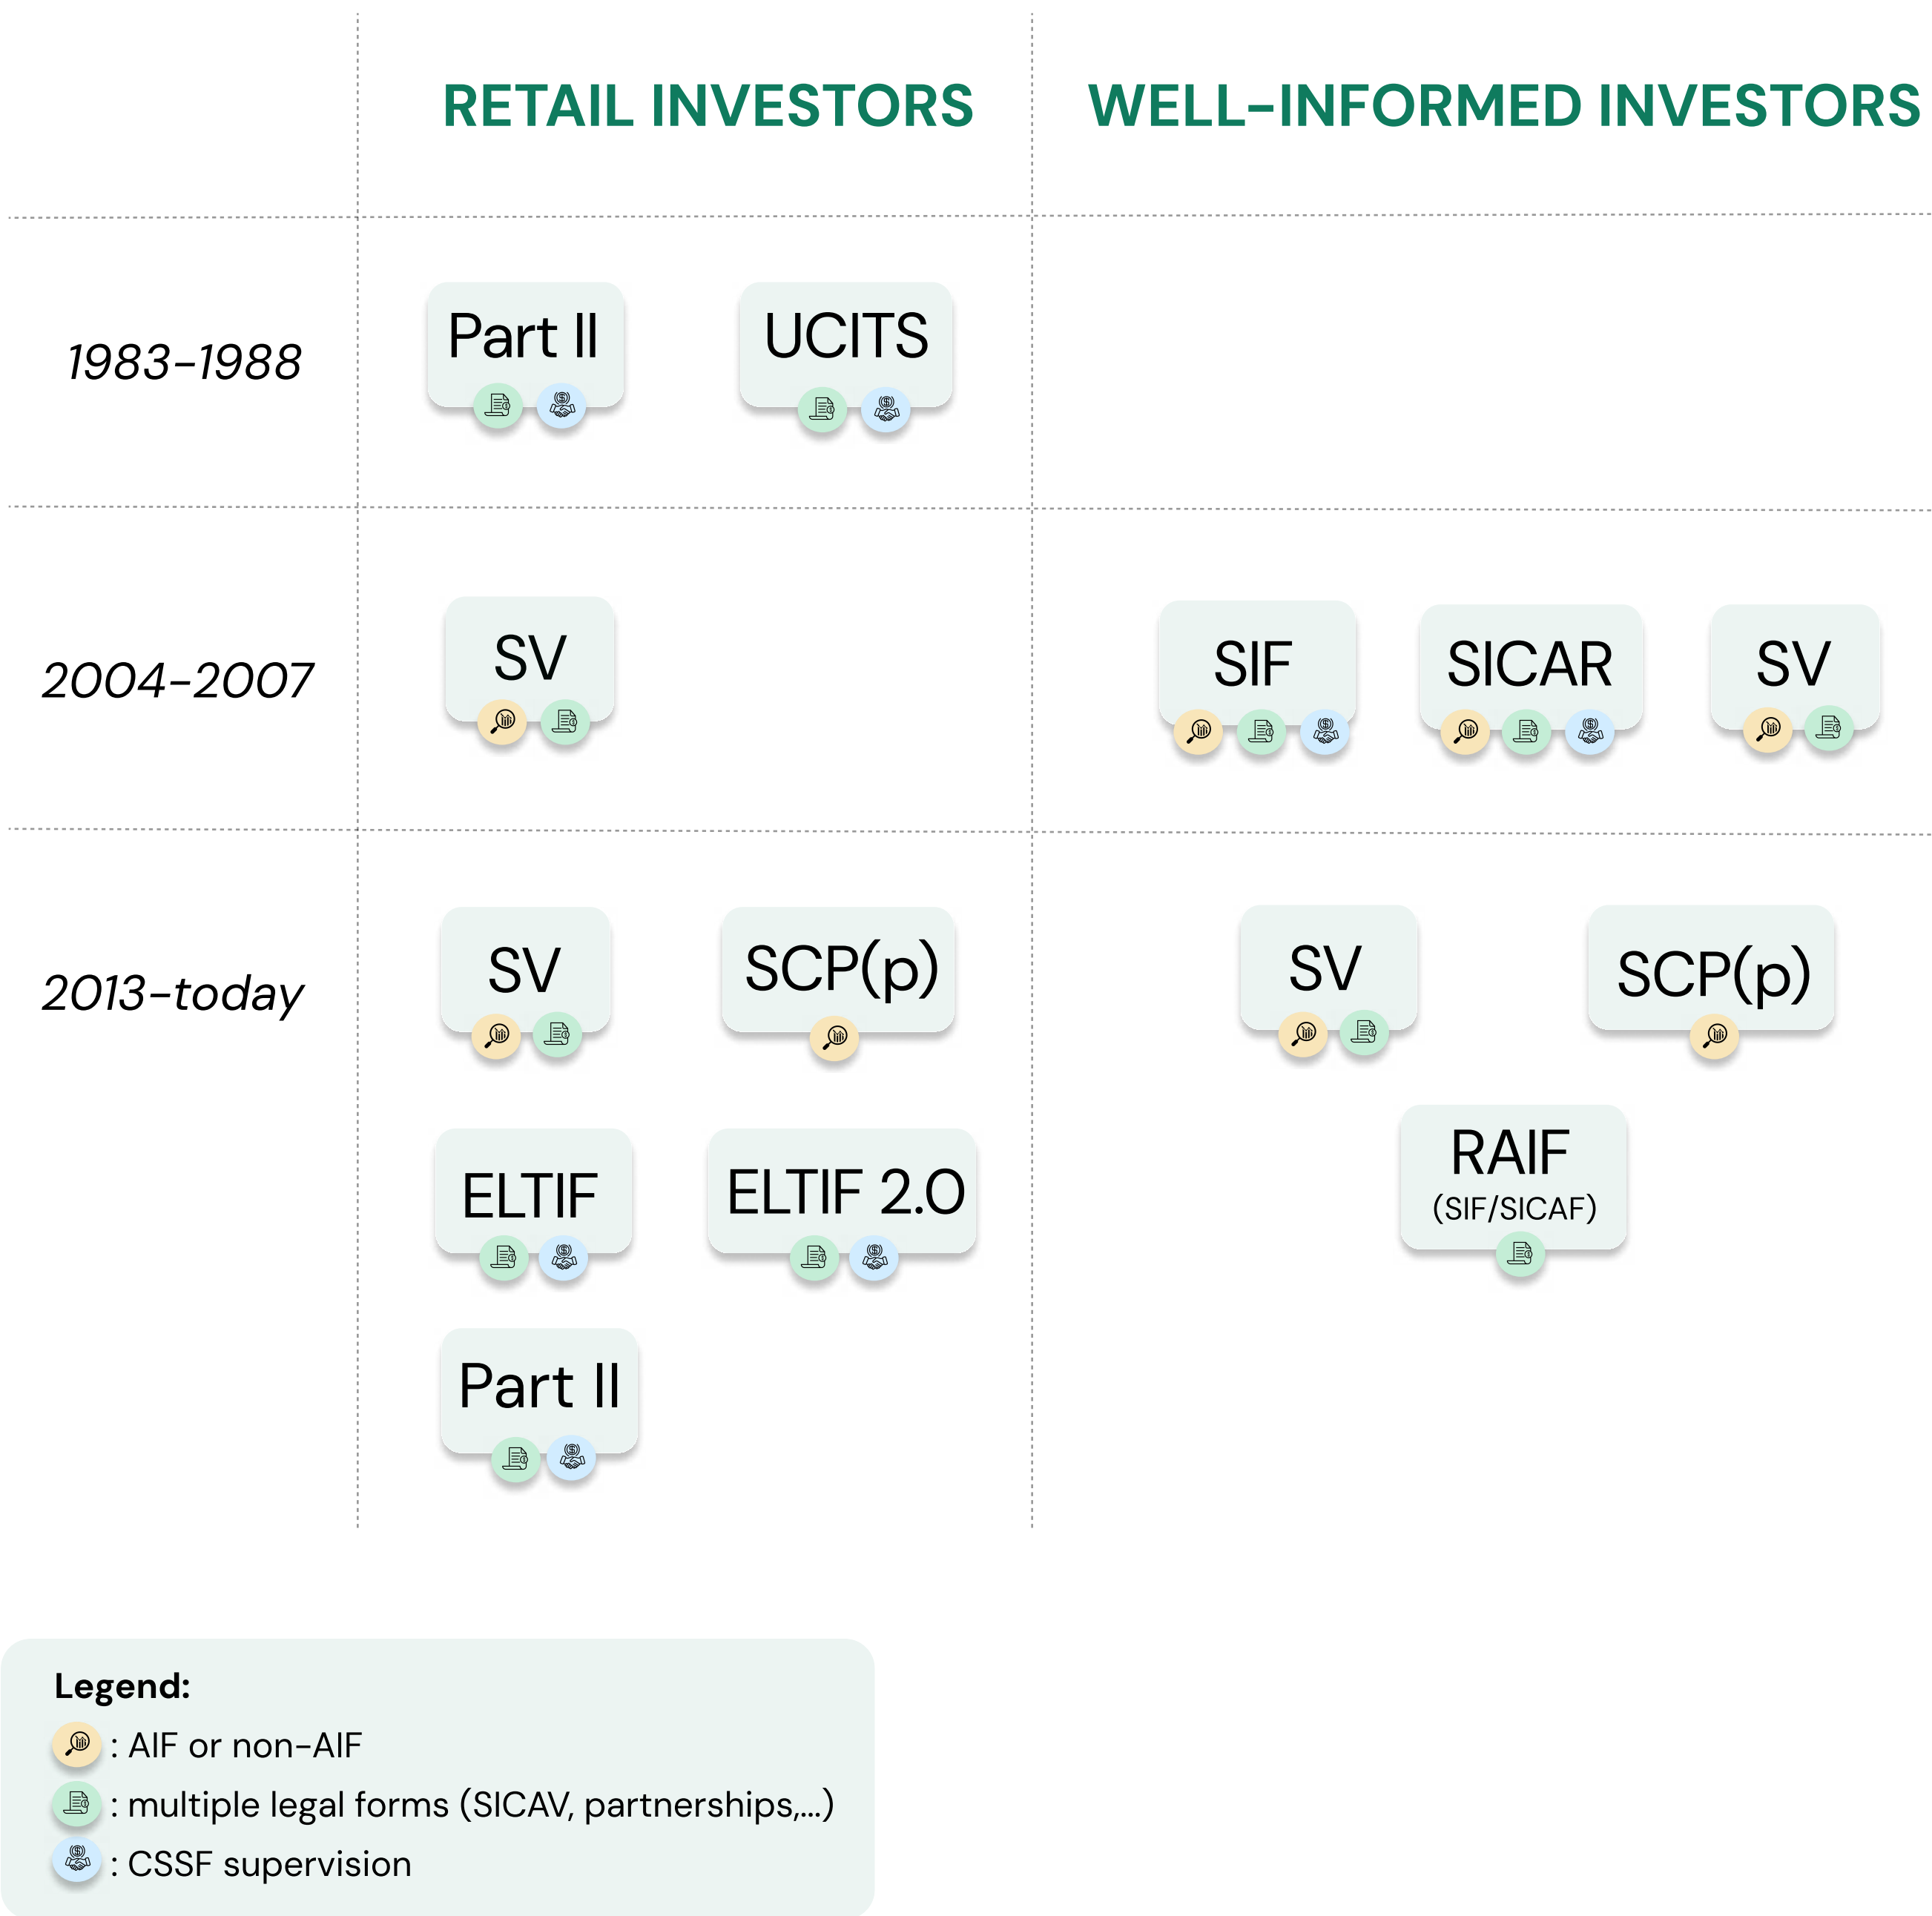 RETAIL INVESTORS
WELL-INFORMED INVESTORS
1983-1988
Part II
UCITS
2004-2007
SV
SIF
SICAR
SV
2013-today
SV
SCP(p)
SV
SCP(p)
ELTIF
ELTIF 2.0
RAIF
(SIF/SICAF)
Part II
Legend:
: AIF or non-AIF
: multiple legal forms (SICAV, partnerships,...)
: CSSF supervision